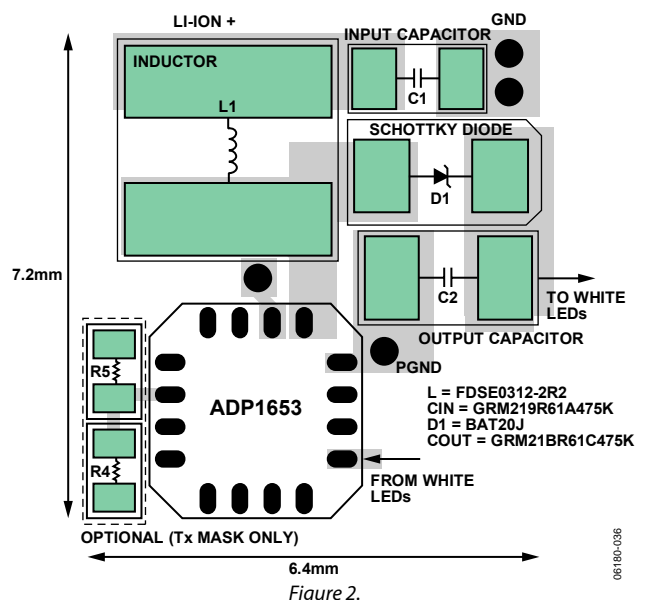 LI-ION +
GND
INPUT CAPACITOR
INDUCTOR
C1
L1
SCHOTTKY DIODE
D1
7.2mm
C2
TO WHITE
LEDs
OUTPUT CAPACITOR
PGND
R5
ADP1653
L = FDSE0312-2R2
CIN = GRM219R61A475K
D1 = BAT20J
COUT = GRM21BR61C475K
R4
FROM WHITE
LEDs
OPTIONAL (Tx MASK ONLY)
6.4mm
06180-036
Figure 2.